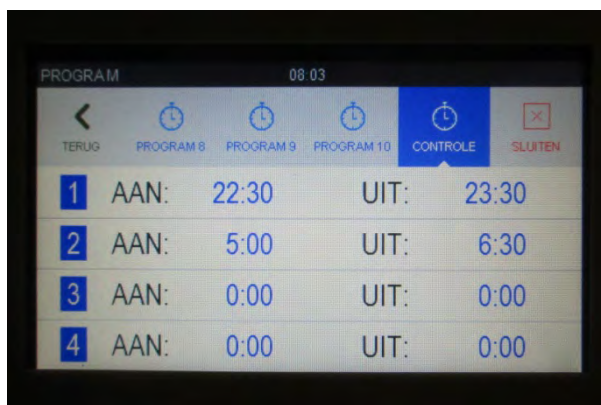 PROGRAM 08:03
TERUG PROGRAM 8 PROGRAM 9 PROGRAM 10 CONTROLE SLUITEN
1 AAN: 22:30 UIT: 23:30
2 AAN: 5:00 UIT: 6:30
3 AAN: 0:00 UIT: 0:00
4 AAN: 0:00 UIT: 0:00